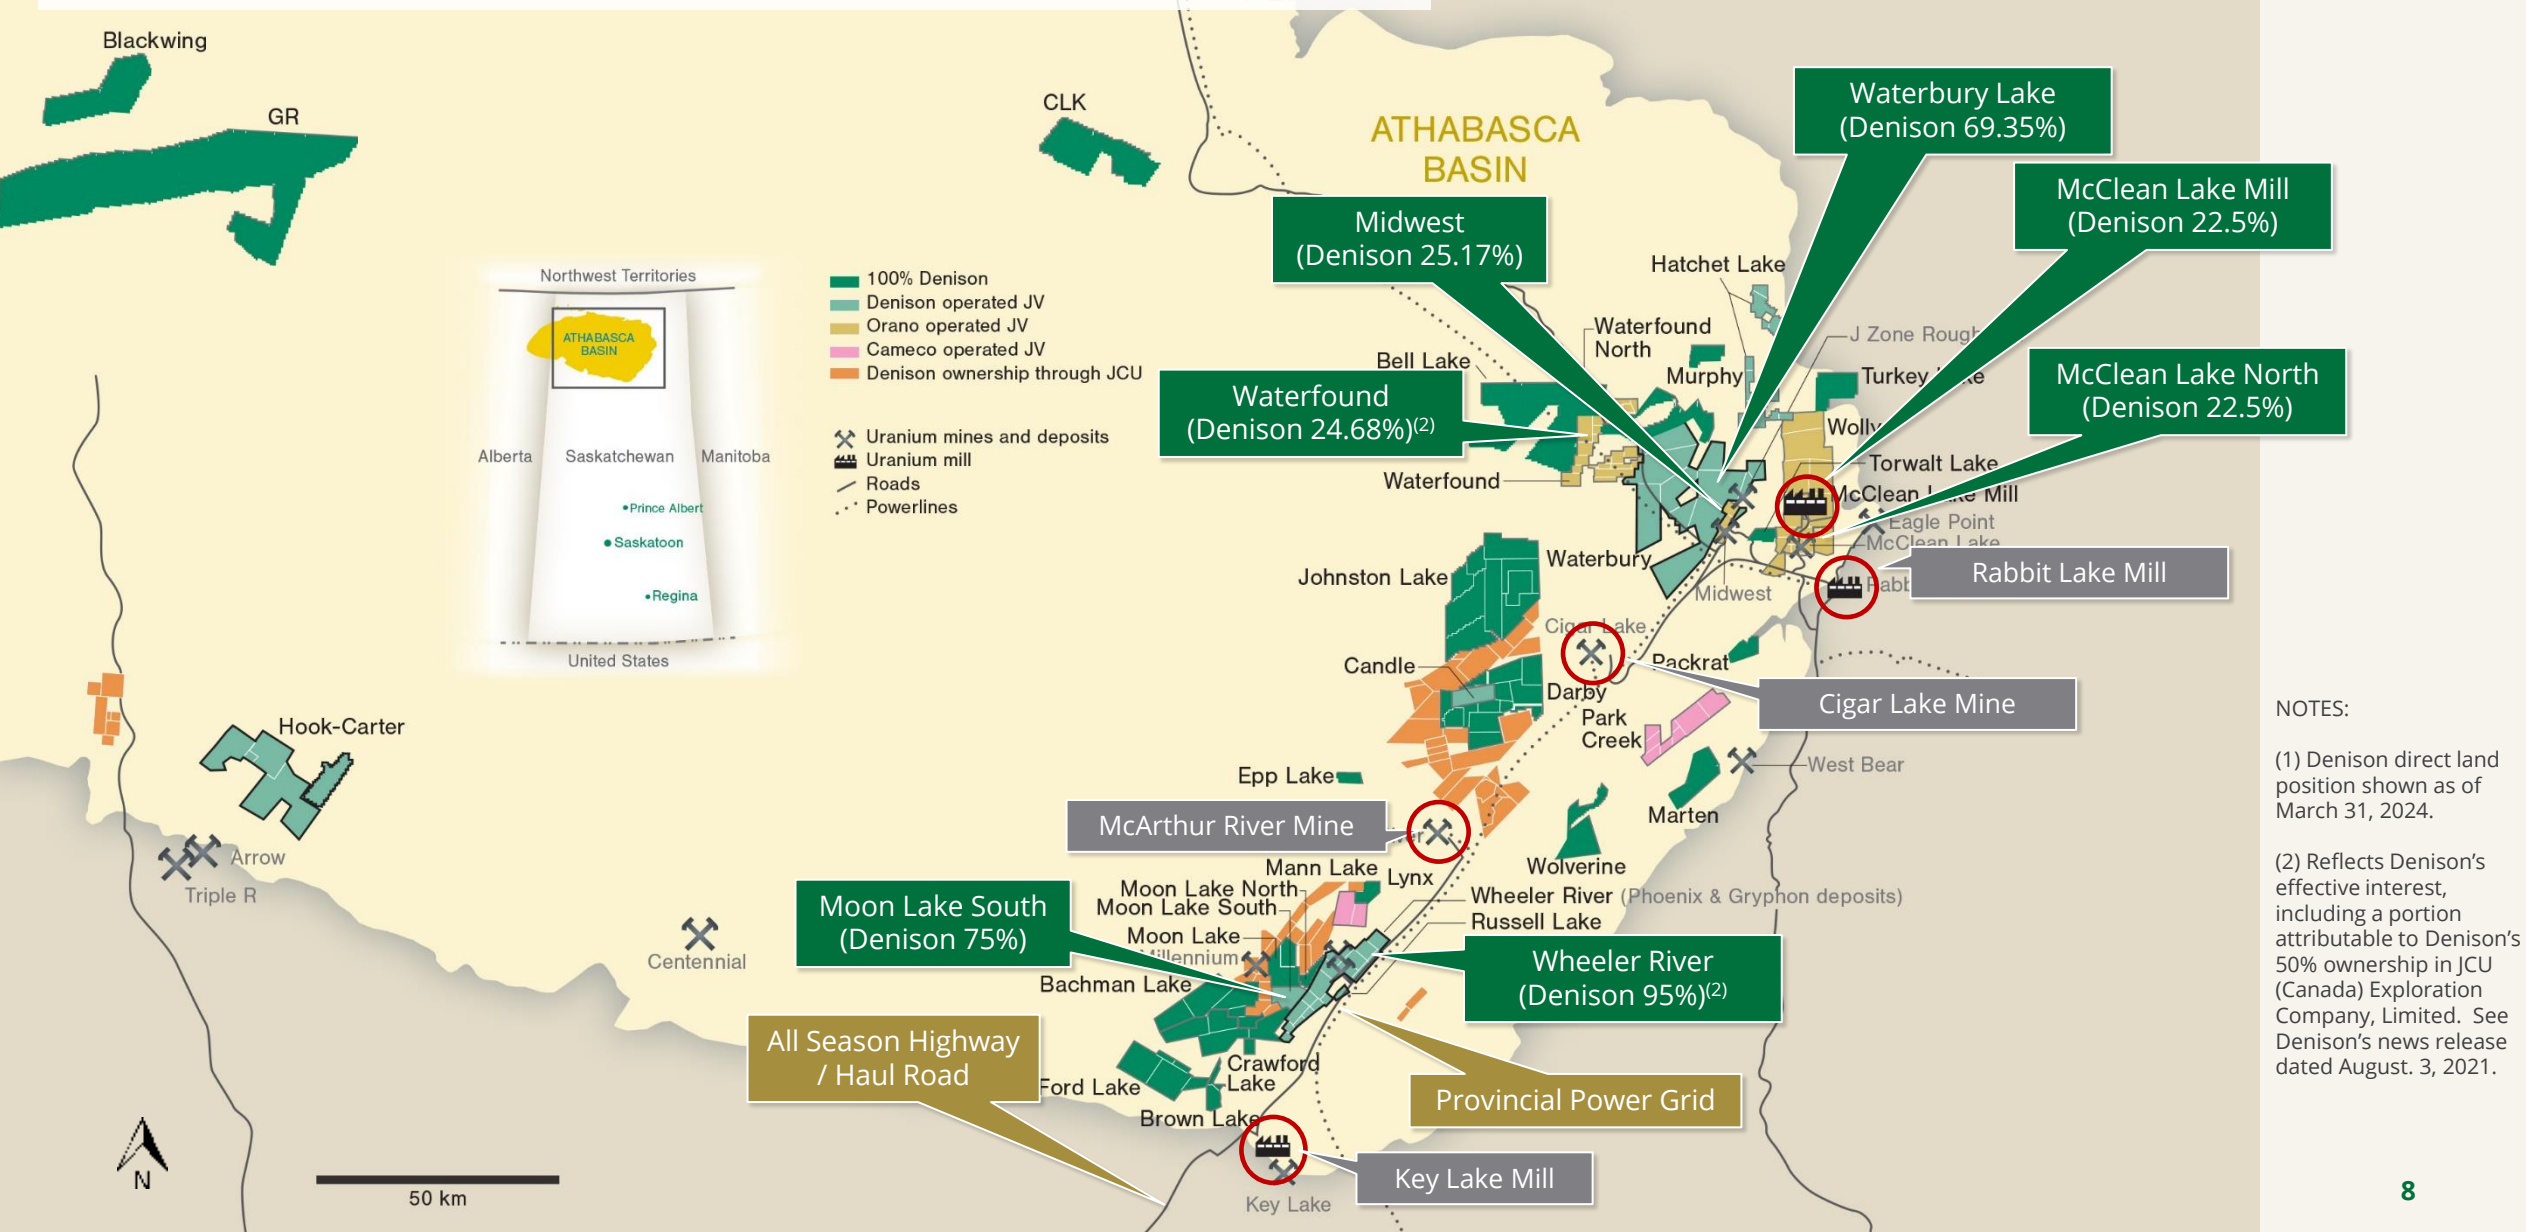 Blackwing
GR
CLK
ATHABASCA
BASIN
Waterbury Lake
(Denison 69.35%)
McClean Lake Mill
(Denison 22.5%)
Midwest
(Denison 25.17%)
Hatchet Lake
Northwest Territories
ATHABASCA
BASIN
Alberta
Saskatchewan
Manitoba
Prince Albert
Saskatoon
Regina
United States
100% Denison
Denison operated JV
Orano operated JV
Cameco operated JV
Denison ownership through JCU
Uranium mines and deposits
Uranium mill
Roads
Powerlines
Waterfound
North
J Zone
Bell Lake
Murphy
Turkey
McClean Lake North
(Denison 22.5%)
Waterfound
(Denison 24.68%)(2)
Waterfound
Torwalt Lake
McClean Lake Mill
Eagle Point
McClean Lake
Rabbit Lake Mill
Waterbury
Midwest
Johnston Lake
Cigar Lake
Candle
Packrat
Darby
Cigar Lake Mine
Park
Creek
Hook-Carter
West Bear
Epp Lake
Marten
McArthur River Mine
Arrow
Triple R
Wolverine
Mann Lake
Lynx
Moon Lake North
Moon Lake South
Wheeler River (Phoenix & Gryphon deposits)
Russell Lake
Moon Lake South
(Denison 75%)
Moon Lake
Millennium
Centennial
Bachman Lake
Wheeler River
(Denison 95%)(2)
All Season Highway
/ Haul Road
Crawford
Lake
Ford Lake
Provincial Power Grid
Brown Lake
Key Lake Mill
Key Lake
N
50 km
NOTES:
(1) Denison direct land
position shown as of
March 31, 2024.
(2) Reflects Denison’s
effective interest,
including a portion
attributable to Denison’s
50% ownership in JCU
(Canada) Exploration
Company, Limited. See
Denison’s news release
dated August. 3, 2021.
8